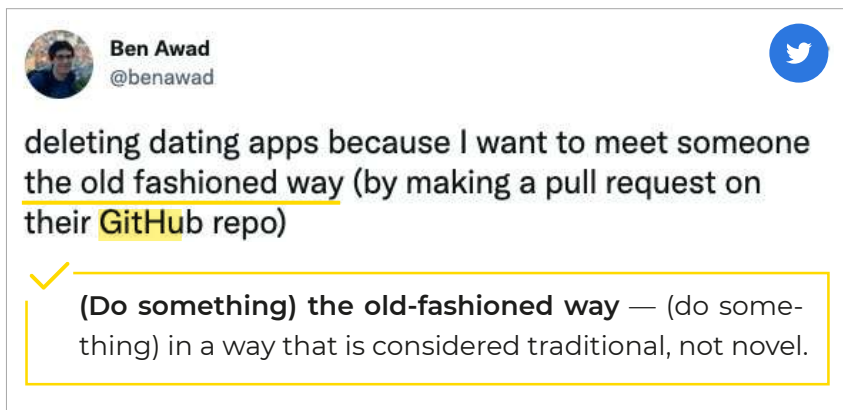 Ben Awad
@benawad
deleting dating apps because I want to meet someone
the old fashioned way (by making a pull request on
their GitHub repo)
(Do something) the old-fashioned way — (do some-
thing) in a way that is considered traditional, not novel.